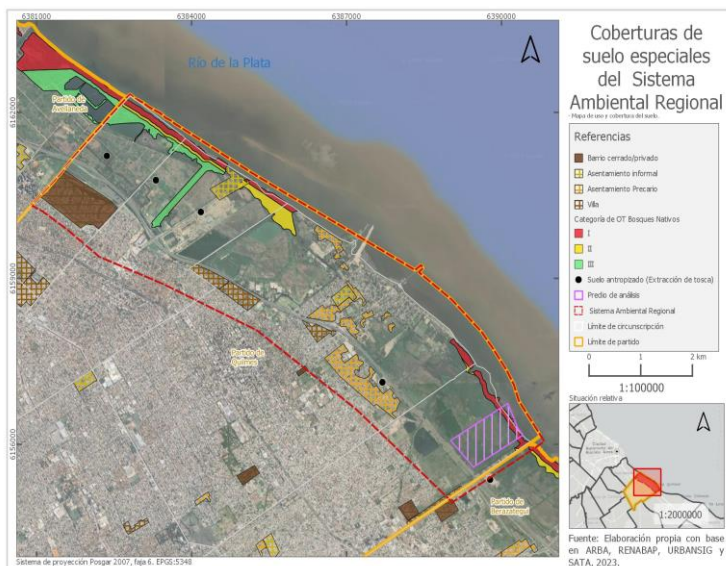 6381000 6384000 6387000 6390000
6162000
6159000
6156000
Río de la Plata
Partido de
Avellaneda
Partido de
Quilmes
Partido de
Berazategui
Sistema de proyección Posgar 2007, faja 6. EPGS:5348
Coberturas de
suelo especiales
del Sistema
Ambiental Regional
- Mapa de uso y cobertura del suelo.
Referencias
Barrio cerrado/privado
Asentamiento informal
Asentamiento Precario
Villa
Categoría de OT Bosques Nativos
I
II
III
Suelo antropizado (Extracción de tosca)
Predio de análisis
Sistema Ambiental Regional
Límite de circunscripción
Límite de partido
0 1 2 km
1:100000
Situación relativa
1:2000000
Fuente: Elaboración propia con base
en ARBA, RENABAP, URBANSIG y
SATA, 2023.